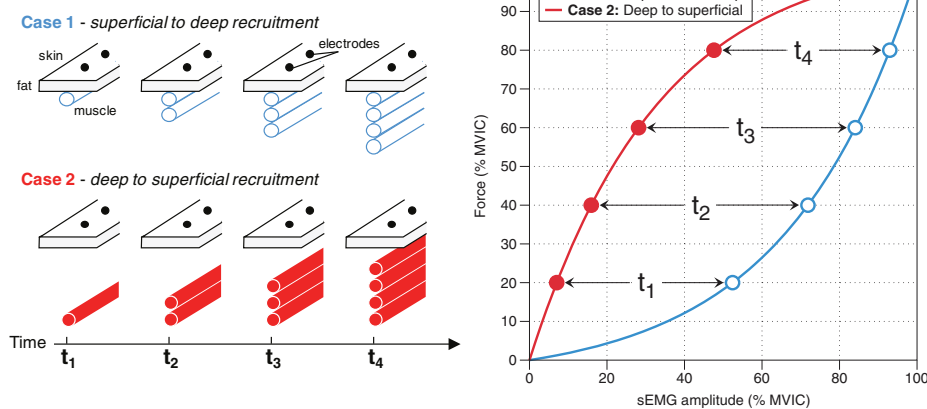 Case 1 - superficial to deep recruitment
skin
electrodes
fat
muscle
Case 2 - deep to superficial recruitment
Time
t1
t2
t3
t4
Case 2: Deep to superficial
90
80
70
60
50
40
30
20
10
0
Force (% MVIC)
t4
t3
t2
t1
0
20
40
60
80
100
sEMG amplitude (% MVIC)